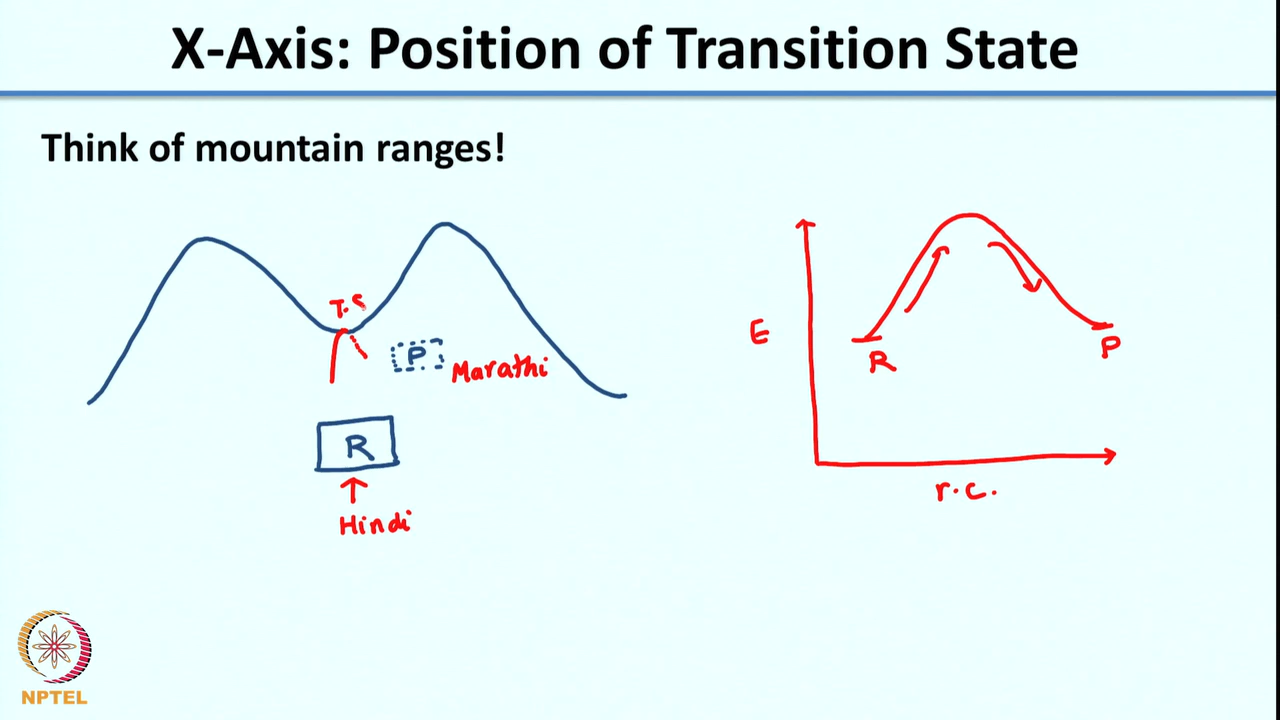 X-Axis: Position of Transition State
Think of mountain ranges!
T.S
P
Marathi
R
Hindi
E
R
P
r.c.
NPTEL